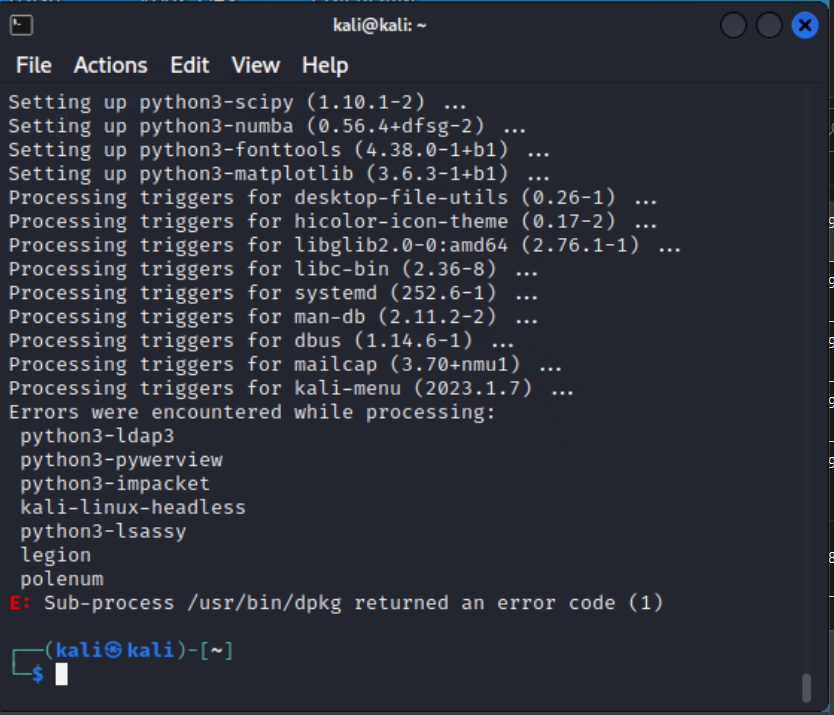 kali@kali: ~
File Actions Edit View Help
Setting up python3-scipy (1.10.1-2) ...
Setting up python3-numba (0.56.4+dfsg-2) ...
Setting up python3-fonttools (4.38.0-1+b1) ...
Setting up python3-matplotlib (3.6.3-1+b1) ...
Processing triggers for desktop-file-utils (0.26-1) ...
Processing triggers for hicolor-icon-theme (0.17-2) ...
Processing triggers for libglib2.0-0:amd64 (2.76.1-1) ...
Processing triggers for libc-bin (2.36-8) ...
Processing triggers for systemd (252.6-1) ...
Processing triggers for man-db (2.11.2-2) ...
Processing triggers for dbus (1.14.6-1) ...
Processing triggers for mailcap (3.70+nmu1) ...
Processing triggers for kali-menu (2023.1.7) ...
Errors were encountered while processing:
python3-ldap3
python3-pywerview
python3-impacket
kali-linux-headless
python3-lsassy
legion
polenum
E: Sub-process /usr/bin/dpkg returned an error code (1)
┌──(kali㉿kali)-[~]
└─$